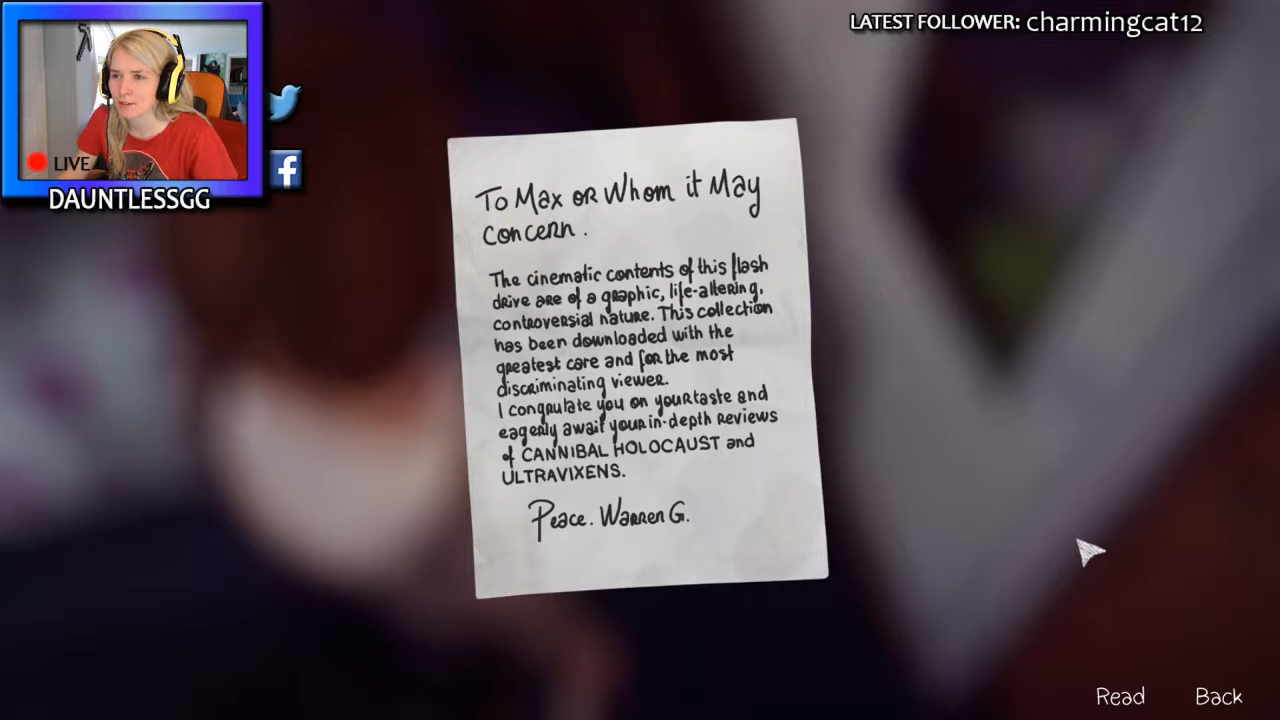 LATEST FOLLOWER: charmingcat12
LIVE
DAUNTLESSGG
To Max or Whom it May
Concern.
The cinematic contents of this flash
drive are of a graphic, life-altering,
controversial nature. This collection
has been downloaded with the
greatest care and for the most
discriminating viewer.
I congrulate you on your taste and
eagerly await your in-depth reviews
of CANNIBAL HOLOCAUST and
ULTRAVIXENS.
Peace. Warren G.
Read
Back